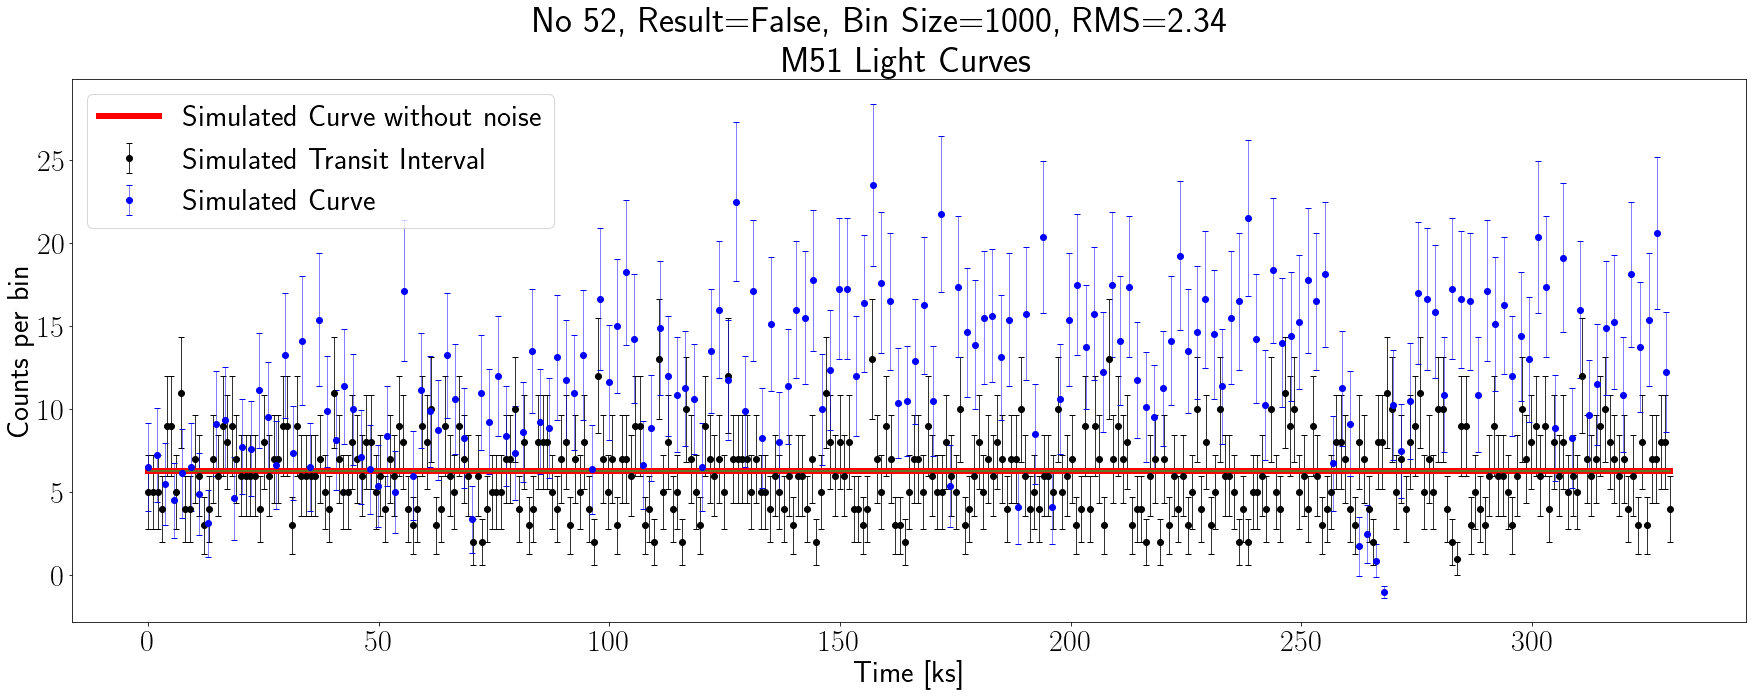 No 52, Result=False, Bin Size=1000, RMS=2.34
M51 Light Curves
Simulated Curve without noise
Simulated Transit Interval
Simulated Curve
Counts per bin
25
20
15
10
5
0
0 50 100 150 200 250 300
Time [ks]